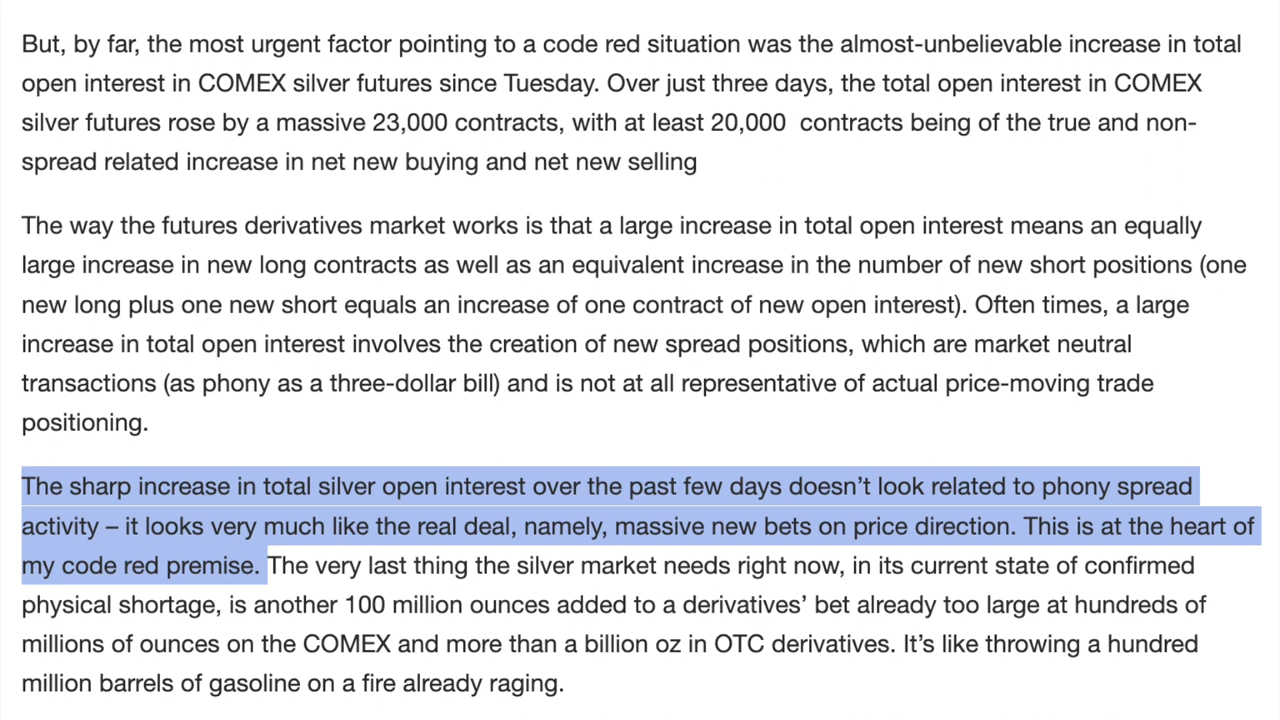 But, by far, the most urgent factor pointing to a code red situation was the almost-unbelievable increase in total
open interest in COMEX silver futures since Tuesday. Over just three days, the total open interest in COMEX
silver futures rose by a massive 23,000 contracts, with at least 20,000  contracts being of the true and non-
spread related increase in net new buying and net new selling
The way the futures derivatives market works is that a large increase in total open interest means an equally
large increase in new long contracts as well as an equivalent increase in the number of new short positions (one
new long plus one new short equals an increase of one contract of new open interest). Often times, a large
increase in total open interest involves the creation of new spread positions, which are market neutral
transactions (as phony as a three-dollar bill) and is not at all representative of actual price-moving trade
positioning.
The sharp increase in total silver open interest over the past few days doesn’t look related to phony spread
activity – it looks very much like the real deal, namely, massive new bets on price direction. This is at the heart of
my code red premise. The very last thing the silver market needs right now, in its current state of confirmed
physical shortage, is another 100 million ounces added to a derivatives’ bet already too large at hundreds of
millions of ounces on the COMEX and more than a billion oz in OTC derivatives. It’s like throwing a hundred
million barrels of gasoline on a fire already raging.